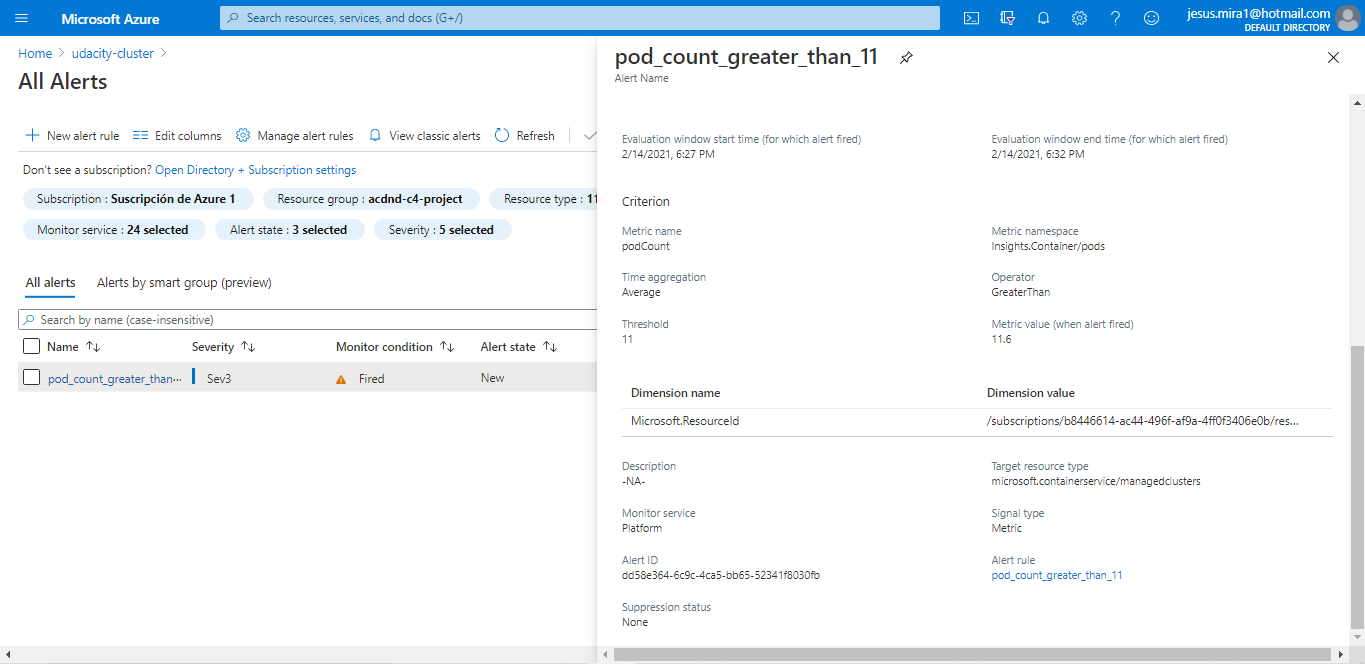 Microsoft Azure
Search resources, services, and docs (G+/)
jesus.mira1@hotmail.com
DEFAULT DIRECTORY
Home > udacity-cluster >
All Alerts
New alert rule
Edit columns
Manage alert rules
View classic alerts
Refresh
Don't see a subscription? Open Directory + Subscription settings
Subscription : Suscripción de Azure 1
Resource group : acdnd-c4-project
Resource type : 11
Monitor service : 24 selected
Alert state : 3 selected
Severity : 5 selected
All alerts
Alerts by smart group (preview)
Search by name (case-insensitive)
Name
Severity
Monitor condition
Alert state
pod_count_greater_than...
Sev3
Fired
New
pod_count_greater_than_11
Alert Name
Evaluation window start time (for which alert fired)
2/14/2021, 6:27 PM
Evaluation window end time (for which alert fired)
2/14/2021, 6:32 PM
Criterion
Metric name
podCount
Metric namespace
Insights.Container/pods
Time aggregation
Average
Operator
GreaterThan
Threshold
11
Metric value (when alert fired)
11.6
Dimension name
Dimension value
Microsoft.ResourceId
/subscriptions/b8446614-ac44-496f-af9a-4ff0f3406e0b/res...
Description
-NA-
Target resource type
microsoft.containerservice/managedclusters
Monitor service
Platform
Signal type
Metric
Alert ID
dd58e364-6c9c-4ca5-bb65-52341f8030fb
Alert rule
pod_count_greater_than_11
Suppression status
None